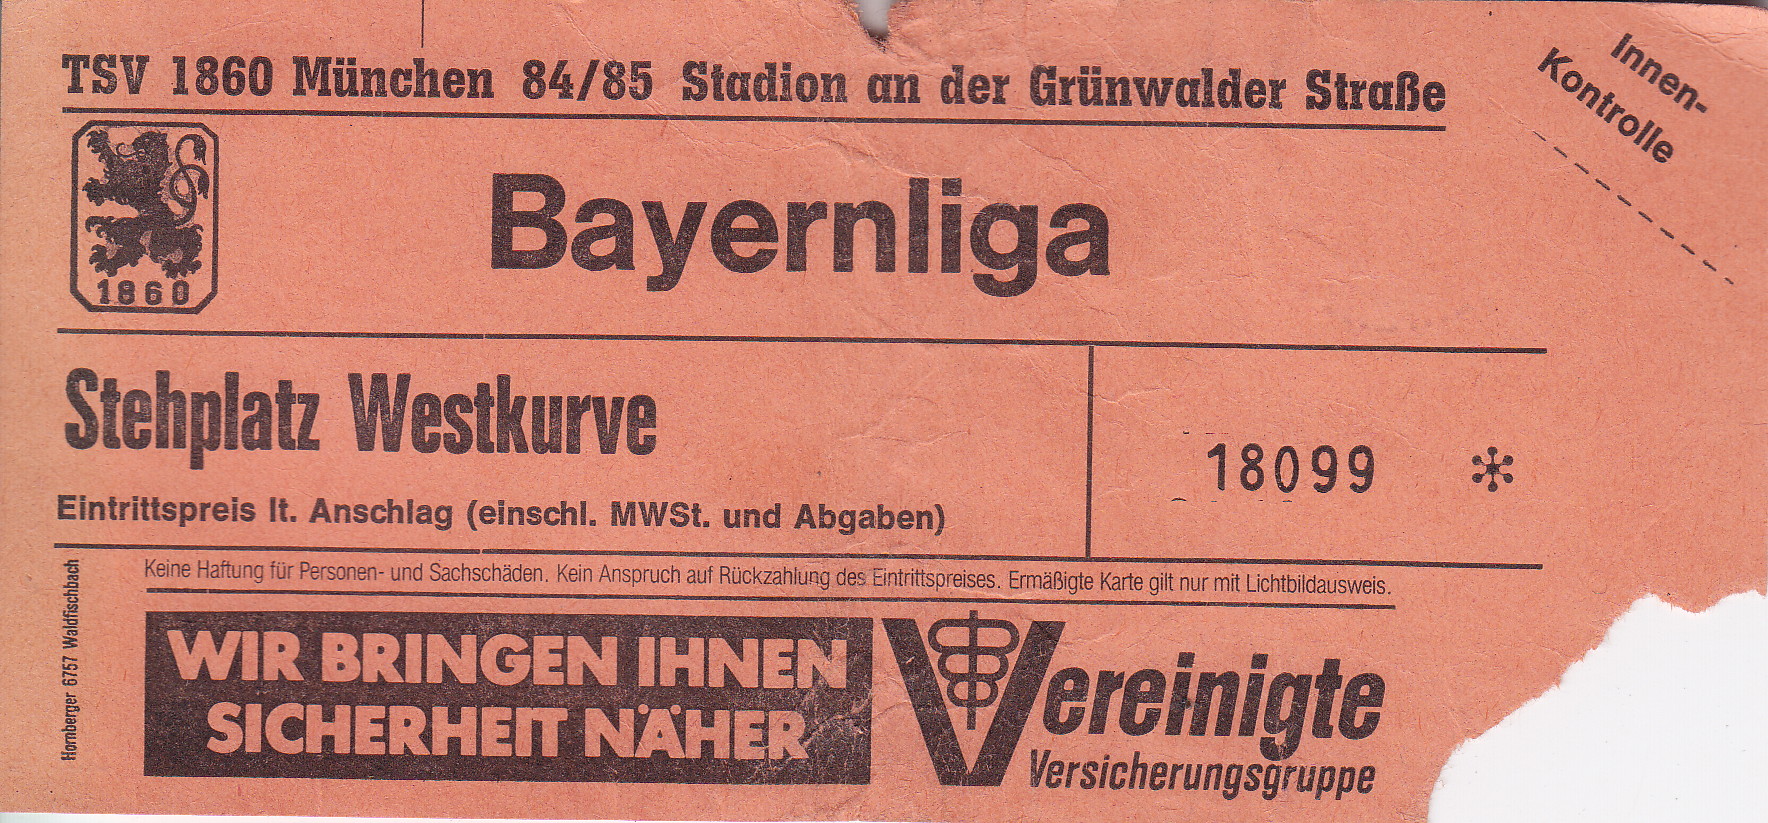 TSV 1860 München 84/85 Stadion an der Grünwalder Straße
Innen-
Kontrolle
1860
Bayernliga
Stehplatz Westkurve
18099 *
Eintrittspreis lt. Anschlag (einschl. MWSt. und Abgaben)
Keine Haftung für Personen- und Sachschäden. Kein Anspruch auf Rückzahlung des Eintrittspreises. Ermäßigte Karte gilt nur mit Lichtbildausweis.
WIR BRINGEN IHNEN
SICHERHEIT NÄHER
Vereinigte
Versicherungsgruppe
Hornberger 6757 Waldfischbach